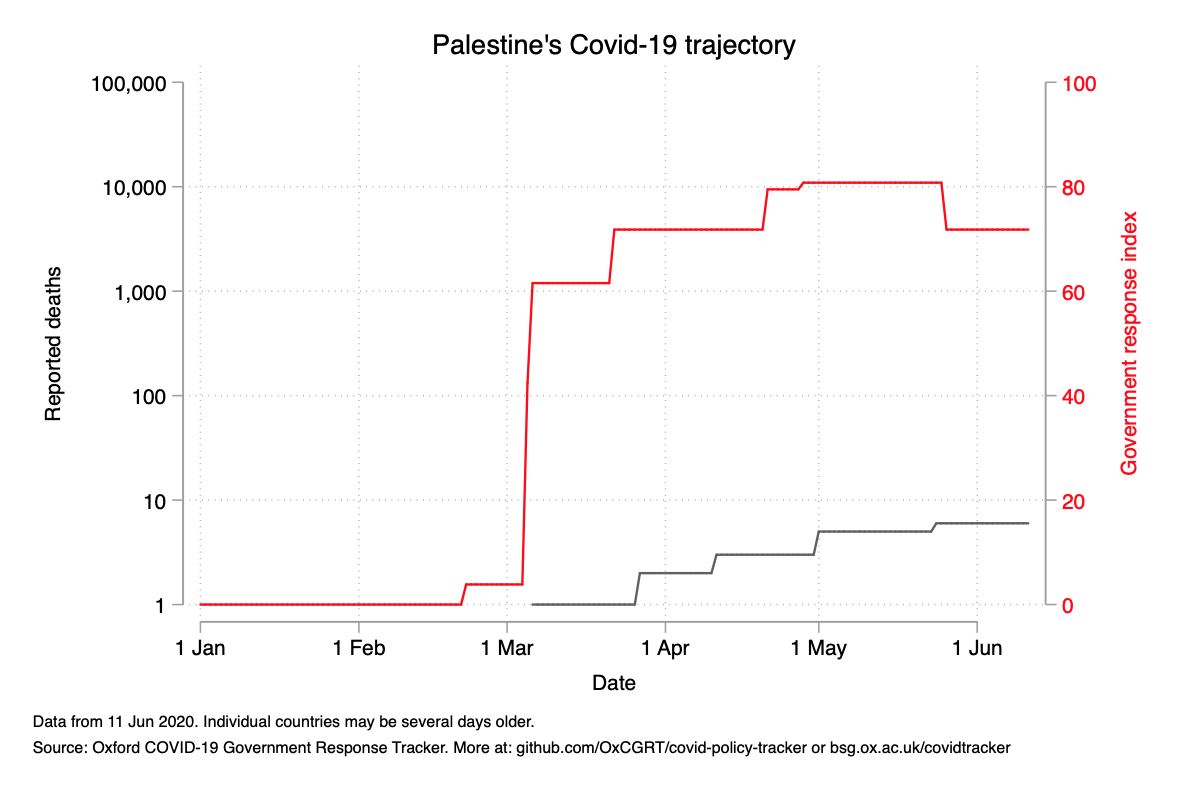 Palestine's Covid-19 trajectory
100,000
10,000
1,000
100
10
1
Reported deaths
100
80
60
40
20
0
Government response index
1 Jan
1 Feb
1 Mar
1 Apr
1 May
1 Jun
Date
Data from 11 Jun 2020. Individual countries may be several days older.
Source: Oxford COVID-19 Government Response Tracker. More at: github.com/OxCGRT/covid-policy-tracker or bsg.ox.ac.uk/covidtracker